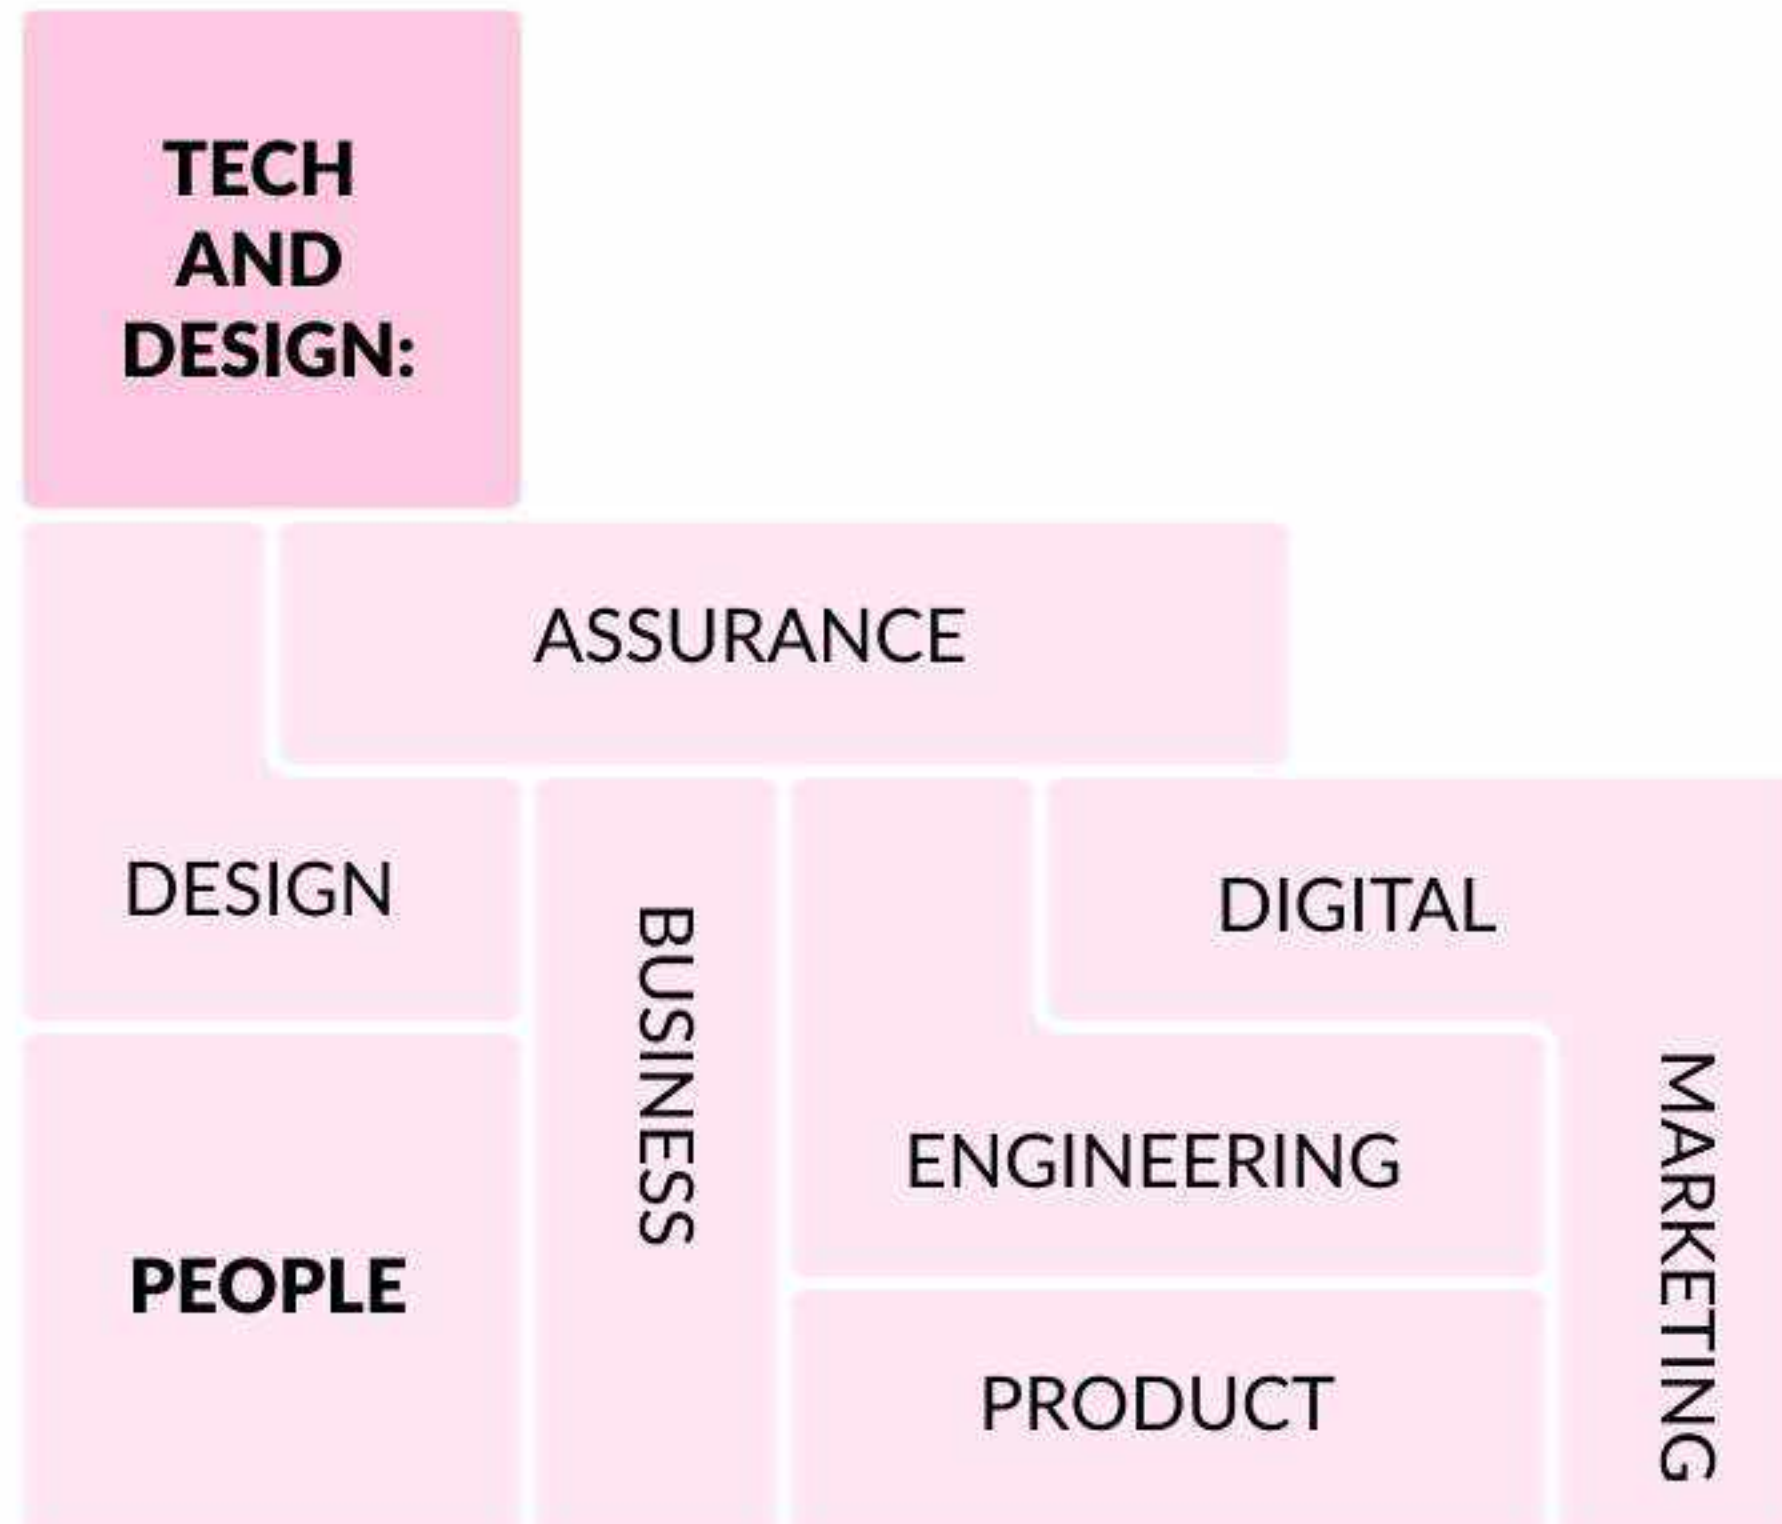 TECH
AND
DESIGN:
ASSURANCE
DESIGN
BUSINESS
DIGITAL
MARKETING
ENGINEERING
PEOPLE
PRODUCT